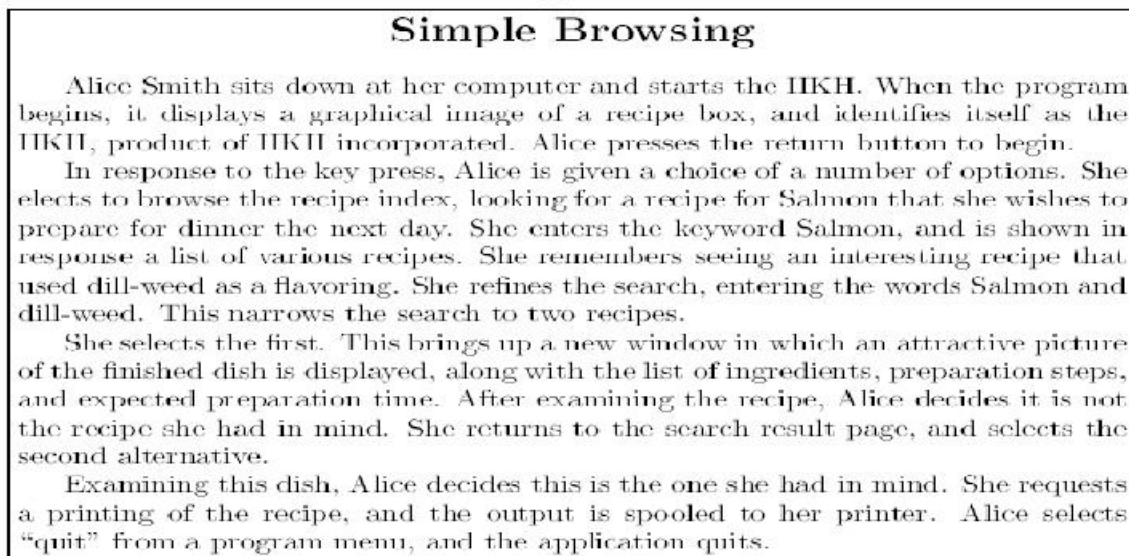 Simple Browsing
Alice Smith sits down at her computer and starts the IIKH. When the program
begins, it displays a graphical image of a recipe box, and identifies itself as the
IIKH, product of IIKH incorporated. Alice presses the return button to begin.
In response to the key press, Alice is given a choice of a number of options. She
elects to browse the recipe index, looking for a recipe for Salmon that she wishes to
prepare for dinner the next day. She enters the keyword Salmon, and is shown in
response a list of various recipes. She remembers seeing an interesting recipe that
used dill-weed as a flavoring. She refines the search, entering the words Salmon and
dill-weed. This narrows the search to two recipes.
She selects the first. This brings up a new window in which an attractive picture
of the finished dish is displayed, along with the list of ingredients, preparation steps,
and expected preparation time. After examining the recipe, Alice decides it is not
the recipe she had in mind. She returns to the search result page, and selects the
second alternative.
Examining this dish, Alice decides this is the one she had in mind. She requests
a printing of the recipe, and the output is spooled to her printer. Alice selects
“quit” from a program menu, and the application quits.